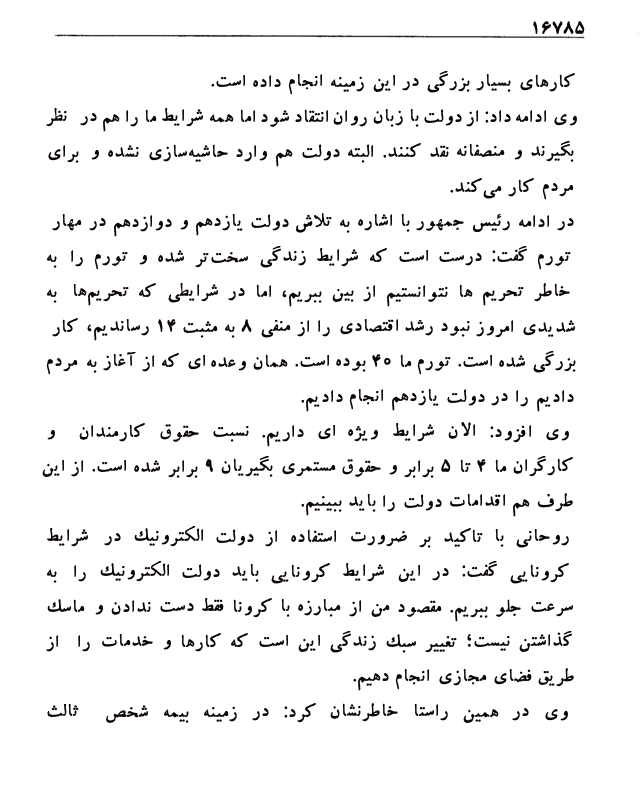 ۱۶۷۸۵
کارهای بسیار بزرگی در این زمینه انجام داده است.
وی ادامه داد: از دولت با زبان روان انتقاد شود اما همه شرایط ما را هم در نظر
بگیرند و منصفانه نقد کنند. البته دولت هم وارد حاشیه‌سازی نشده و برای
مردم کار می‌کند.
در ادامه رئیس جمهور با اشاره به تلاش دولت یازدهم و دوازدهم در مهار
تورم گفت: درست است که شرایط زندگی سخت‌تر شده و تورم را به
خاطر تحریم ها نتوانستیم از بین ببریم، اما در شرایطی که تحریم‌ها به
شدیدی امروز نبود رشد اقتصادی را از منفی ۸ به مثبت ۱۴ رساندیم، کار
بزرگی شده است. تورم ما ۴۰ بوده است. همان وعده ای که از آغاز به مردم
دادیم را در دولت یازدهم انجام دادیم.
وی افزود: الان شرایط ویژه ای داریم. نسبت حقوق کارمندان و
کارگران ما ۴ تا ۵ برابر و حقوق مستمری بگیریان ۹ برابر شده است. از این
طرف هم اقدامات دولت را باید ببینیم.
روحانی با تاکید بر ضرورت استفاده از دولت الکترونیك در شرایط
کرونایی گفت: در این شرایط کرونایی باید دولت الکترونیك را به
سرعت جلو ببریم. مقصود من از مبارزه با کرونا فقط دست ندادن و ماسك
گذاشتن نیست؛ تغییر سبك زندگی این است که کارها و خدمات را از
طریق فضای مجازی انجام دهیم.
وی در همین راستا خاطرنشان کرد: در زمینه بیمه شخص ثالث